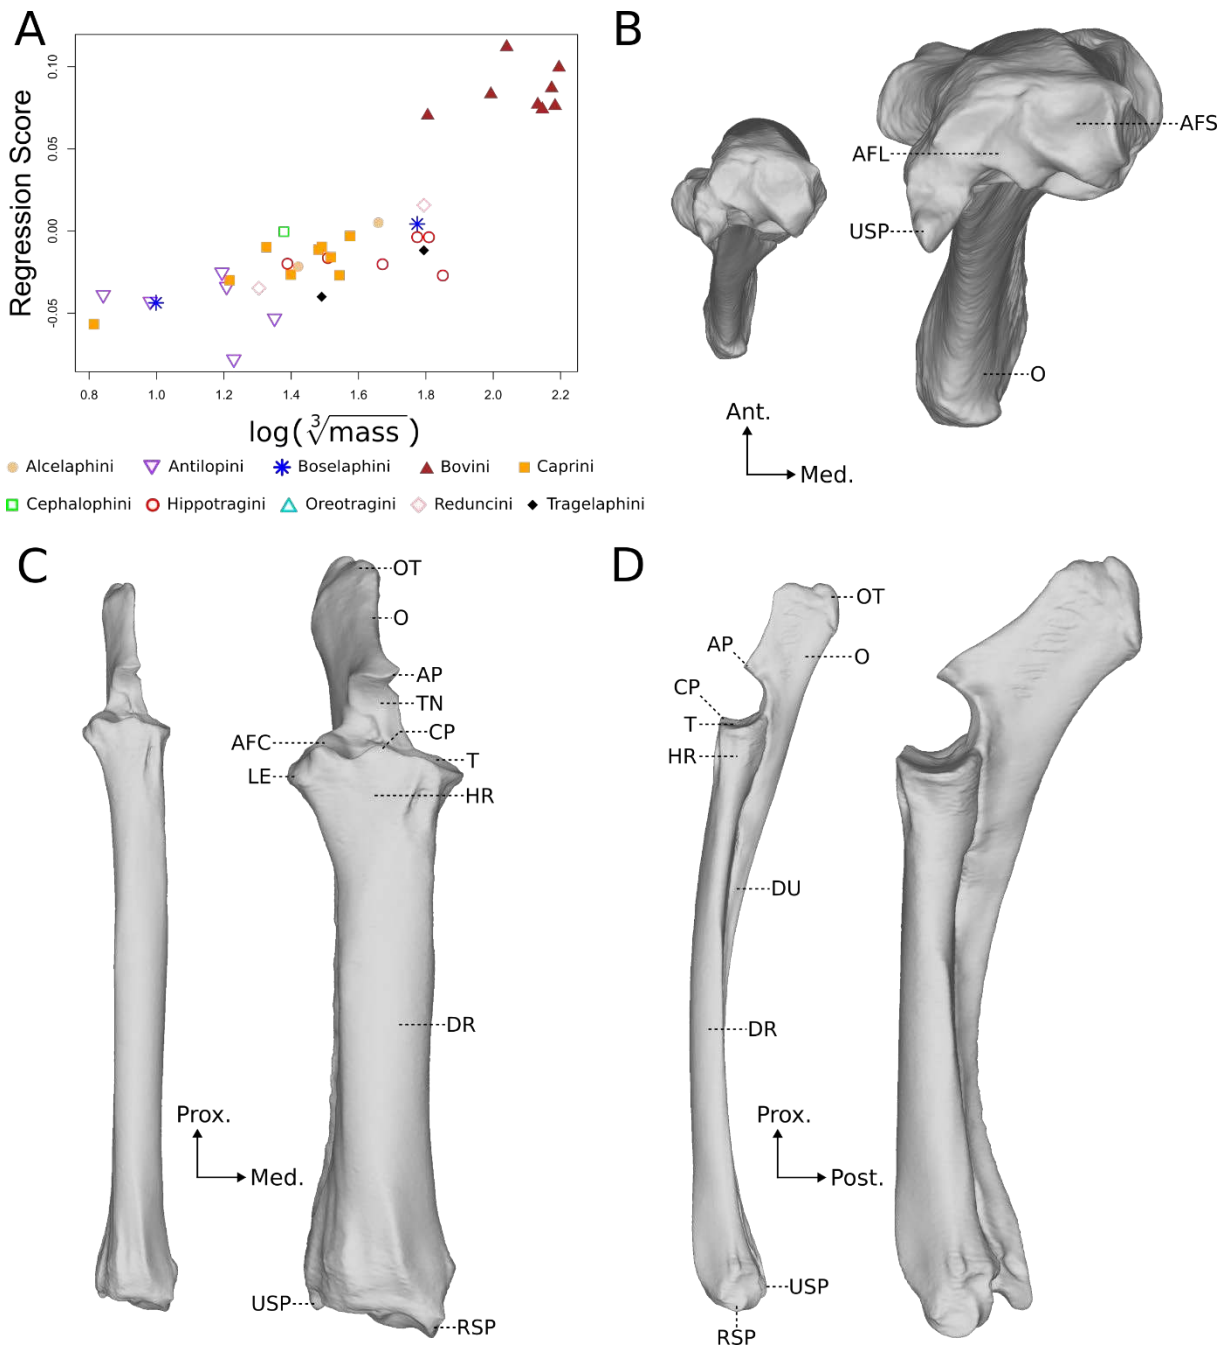 A
Regression Score
0.10
0.05
0.00
-0.05
0.8
1.0
1.2
1.4
1.6
1.8
2.0
2.2
log(∛mass)
Alcelaphini
Antilopini
Boselaphini
Bovini
Caprini
Cephalophini
Hippotragini
Oreotragini
Reduncini
Tragelaphini
B
AFS
AFL
USP
O
Ant.
Med.
C
OT
O
AP
TN
CP
AFC
T
LE
HR
DR
Prox.
Med.
USP
RSP
D
OT
AP
O
CP
T
HR
DU
DR
Prox.
Post.
USP
RSP